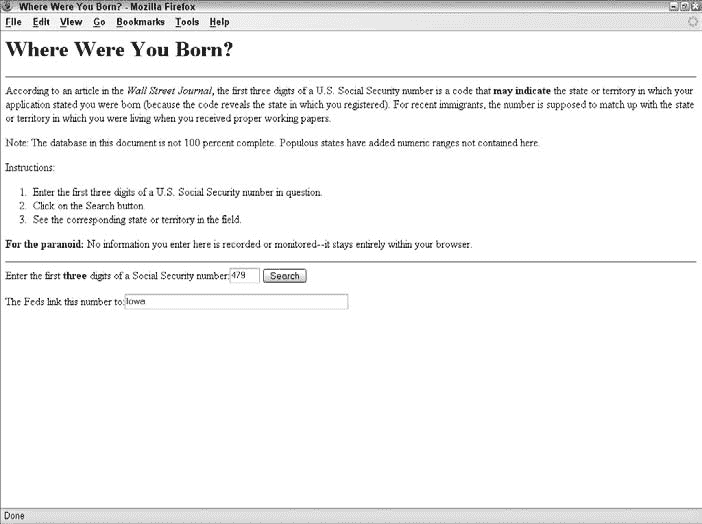 Where Were You Born? - Mozilla Firefox
File Edit View Go Bookmarks Tools Help
Where Were You Born?
According to an article in the Wall Street Journal, the first three digits of a U.S. Social Security number is a code that may indicate the state or territory in which your
application stated you were born (because the code reveals the state in which you registered). For recent immigrants, the number is supposed to match up with the state
or territory in which you were living when you received proper working papers.
Note: The database in this document is not 100 percent complete. Populous states have added numeric ranges not contained here.
Instructions:
1. Enter the first three digits of a U.S. Social Security number in question.
2. Click on the Search button.
3. See the corresponding state or territory in the field.
For the paranoid: No information you enter here is recorded or monitored--it stays entirely within your browser.
Enter the first three digits of a Social Security number: 479 Search
The Feds link this number to: Iowa
Done